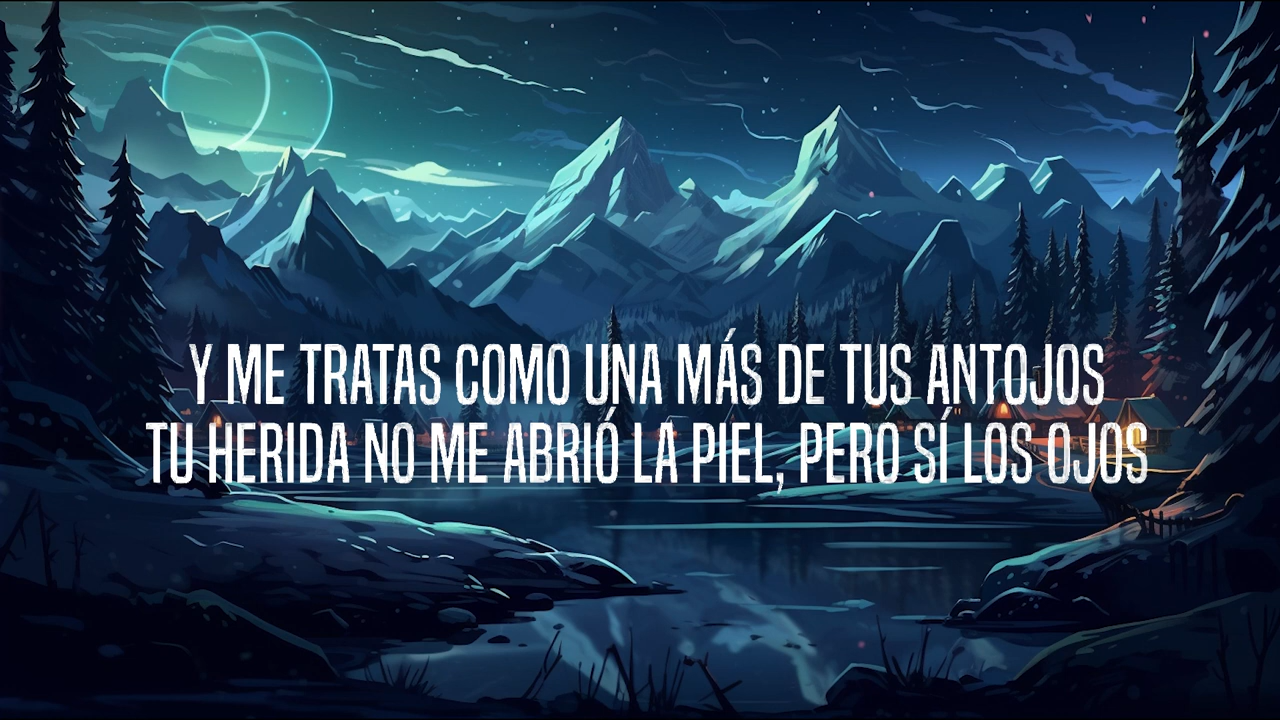 Y ME TRATAS COMO UNA MÁS DE TUS ANTOJOS
TU HERIDA NO ME ABRIÓ LA PIEL, PERO SÍ LOS OJOS